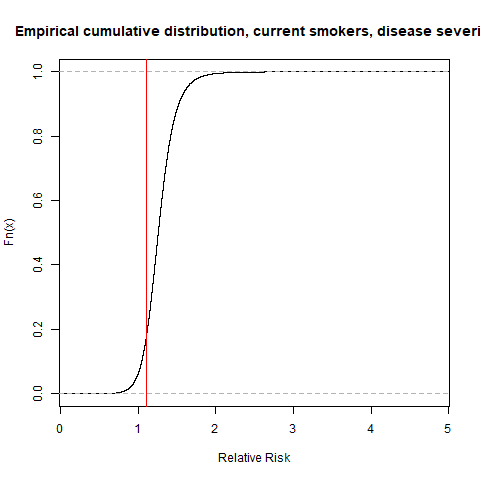 Empirical cumulative distribution, current smokers, disease severi
1.0
0.8
0.6
0.4
0.2
0.0
Fn(x)
0 1 2 3 4 5
Relative Risk